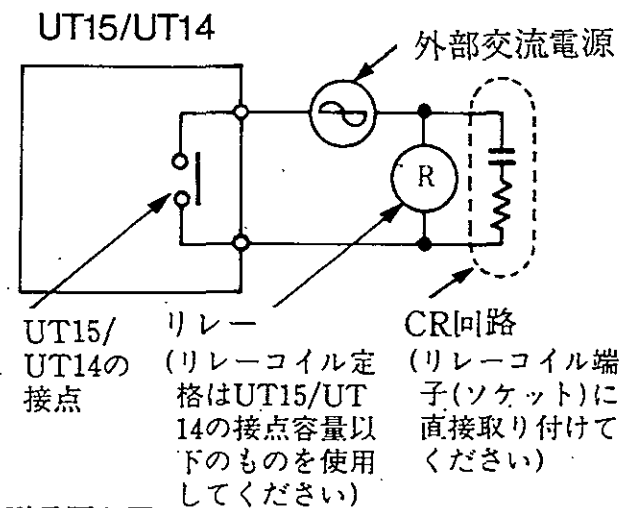 UT15/UT14
外部交流電源
R
UT15/
UT14の
接点
リレー
(リレーコイル定
格はUT15/UT
14の接点容量以
下のものを使用
してください)
CR回路
(リレーコイル端
子(ソケット)に
直接取り付けて
ください)